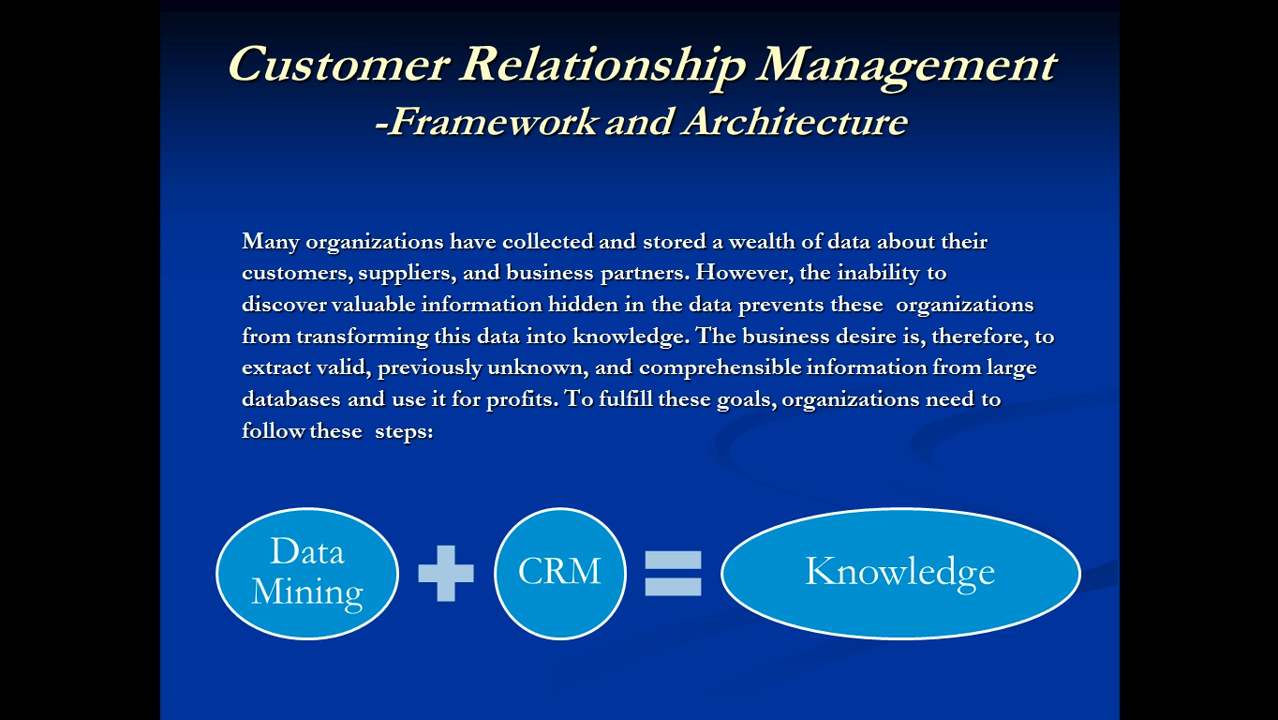 Customer Relationship Management
-Framework and Architecture
Many organizations have collected and stored a wealth of data about their
customers, suppliers, and business partners. However, the inability to
discover valuable information hidden in the data prevents these  organizations
from transforming this data into knowledge. The business desire is, therefore, to
extract valid, previously unknown, and comprehensible information from large
databases and use it for profits. To fulfill these goals, organizations need to
follow these  steps:
Data
Mining
CRM
Knowledge